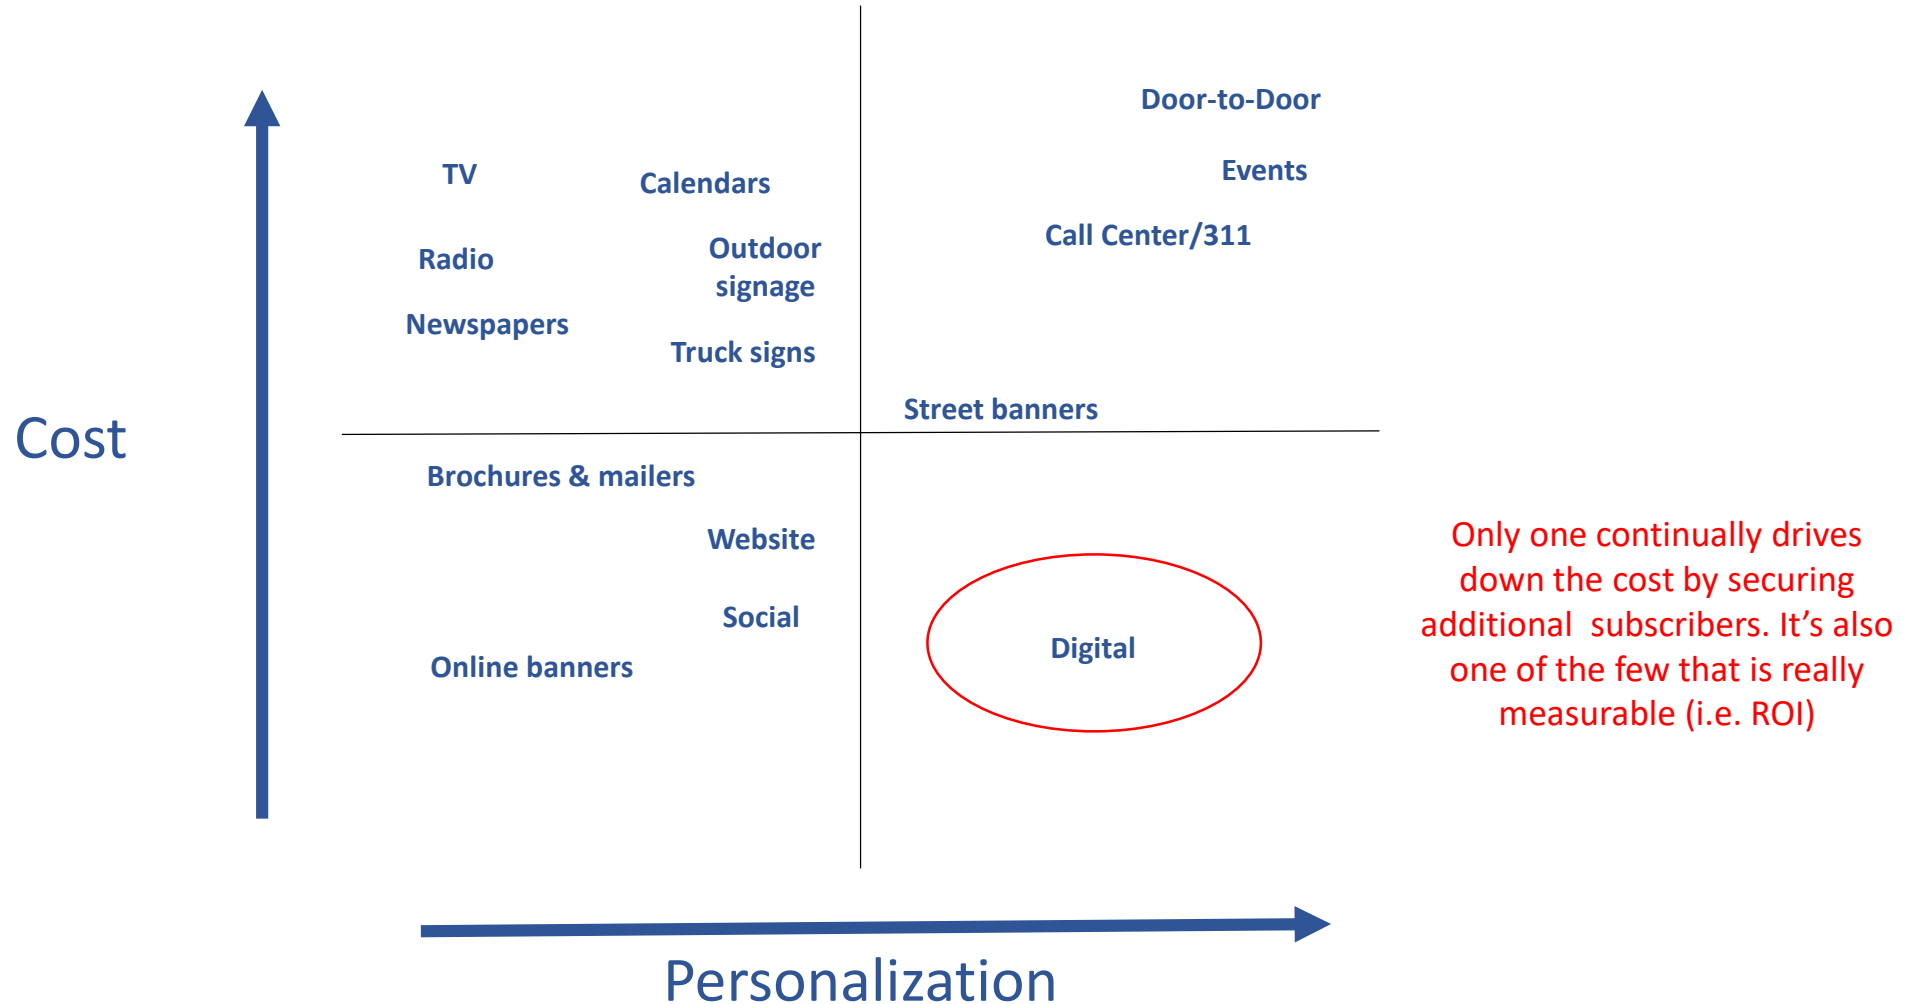 Door-to-Door
TV
Calendars
Events
Radio
Outdoor
signage
Call Center/311
Newspapers
Truck signs
Street banners
Cost
Brochures & mailers
Website
Social
Online banners
Digital
Only one continually drives
down the cost by securing
additional  subscribers. It’s also
one of the few that is really
measurable (i.e. ROI)
Personalization